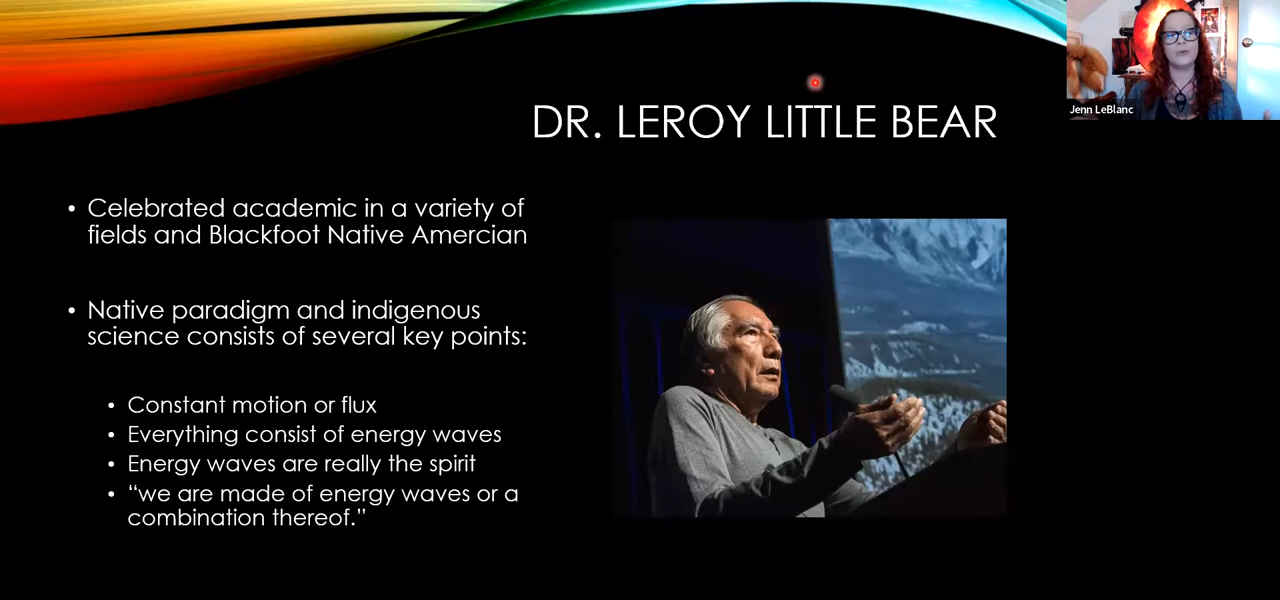 Jenn LeBlanc
DR. LEROY LITTLE BEAR
• Celebrated academic in a variety of
fields and Blackfoot Native Amercian
• Native paradigm and indigenous
science consists of several key points:
• Constant motion or flux
• Everything consist of energy waves
• Energy waves are really the spirit
• “we are made of energy waves or a
combination thereof.”